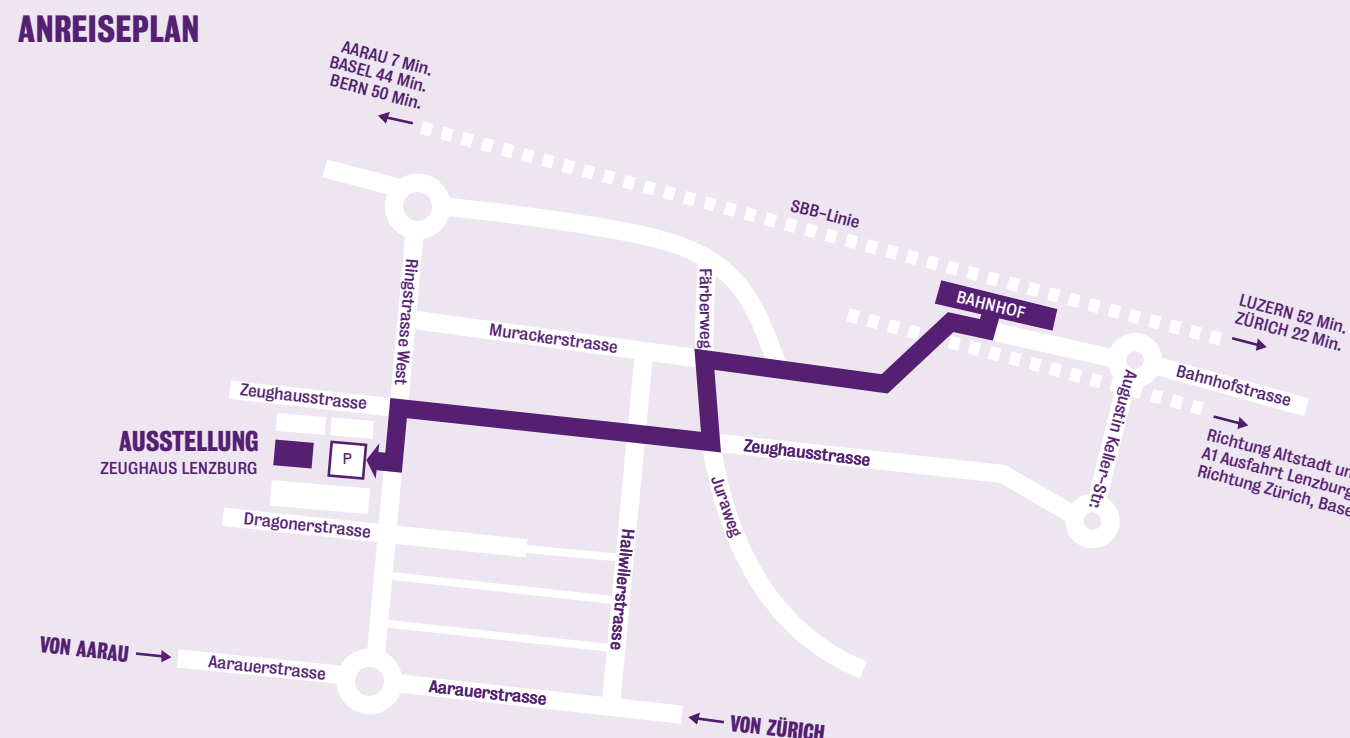 ANREISEPLAN
AARAU 7 Min.
BASEL 44 Min.
BERN 50 Min.
SBB-Linie
BAHNHOF
LUZERN 52 Min.
ZÜRICH 22 Min.
Ringstrasse West
Färberweg
Murackerstrasse
Bahnhofstrasse
Augustin Keller-Str.
Zeughausstrasse
AUSSTELLUNG
ZEUGHAUS LENZBURG
P
Zeughausstrasse
Richtung Altstadt
A1 Ausfahrt Lenzburg
Richtung Zürich,
Juraweg
Dragonerstrasse
Hallwilerstrasse
VON AARAU
Aarauerstrasse
Aarauerstrasse
VON ZÜRICH